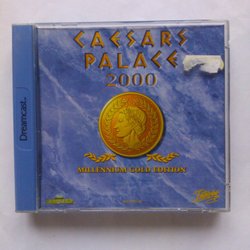 CAESARS
PALACE
2000
MILLENNIUM GOLD EDITION
Dreamcast